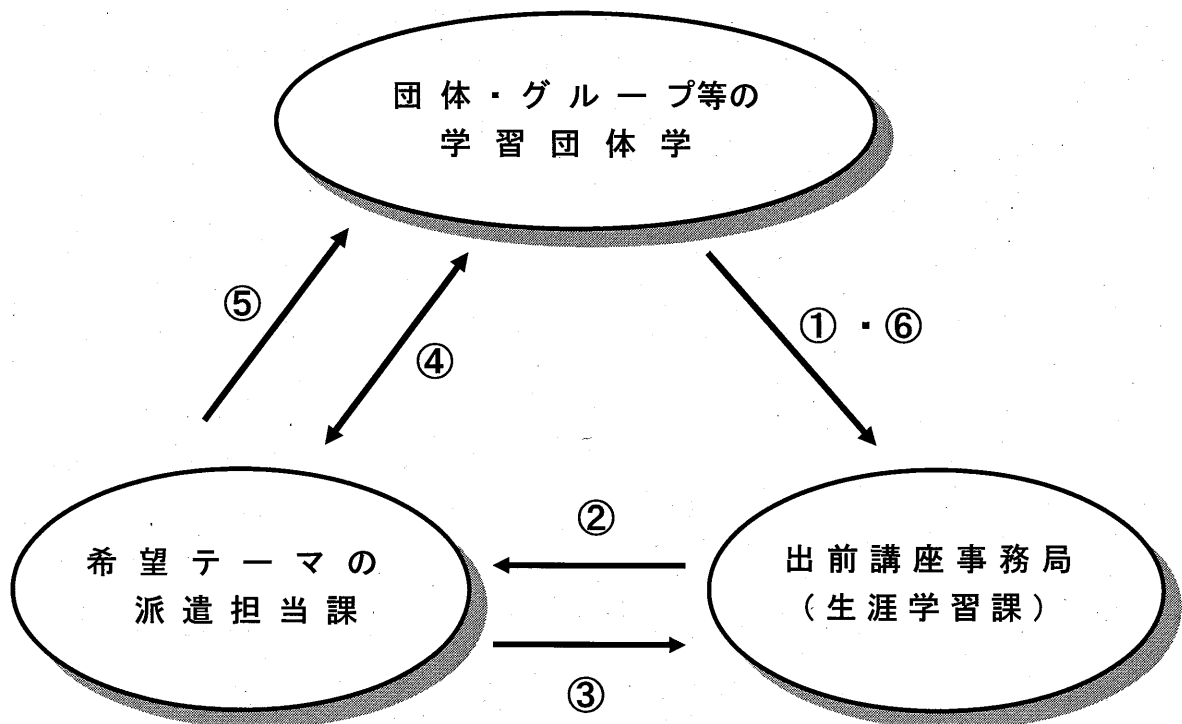 団体・グループ等の
学習団体学
⑤
④
①・⑥
②
希望テーマの
派遣担当課
出前講座事務局
（生涯学習課）
③